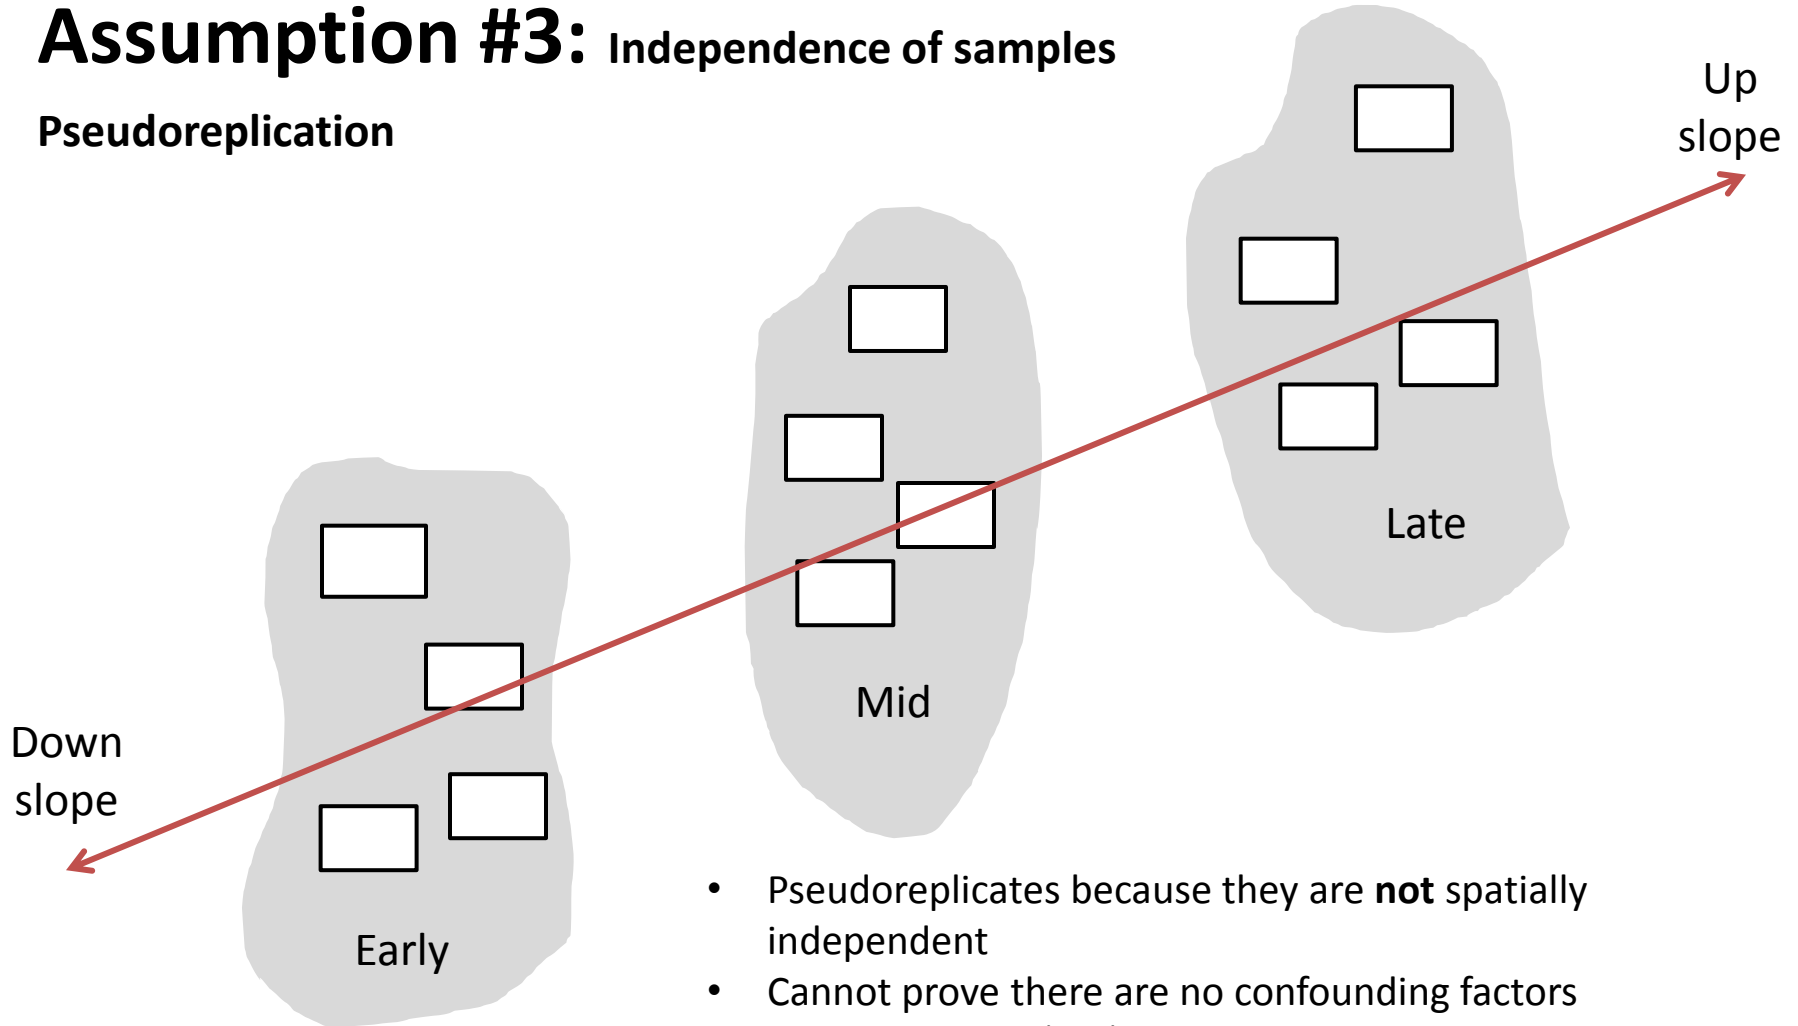 Assumption #3: Independence of samples
Pseudoreplication
Up
slope
Late
Mid
Down
slope
Early
• Pseudoreplicates because they are not spatially
independent
• Cannot prove there are no confounding factors